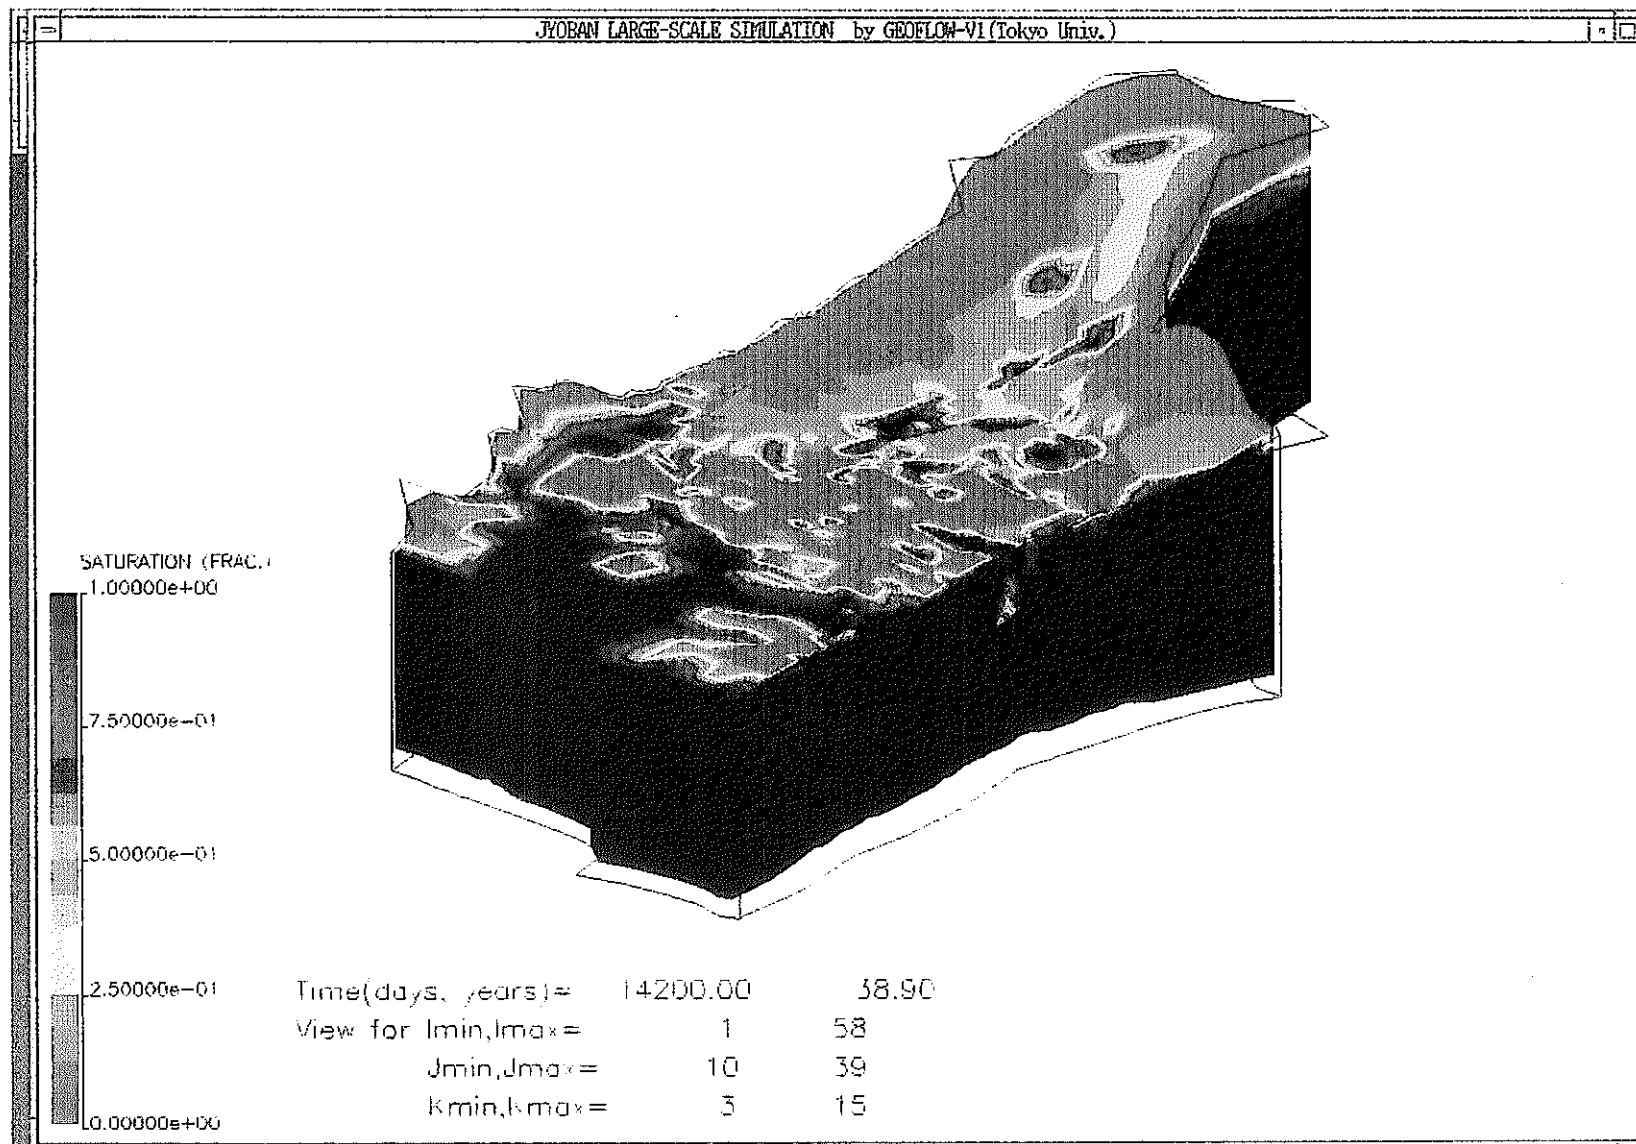 JYOBAN LARGE-SCALE SIMULATION by GEOFLOW-V1(Tokyo Univ.)
SATURATION (FRAC.)
1.00000e+00
7.50000e-01
5.00000e-01
2.50000e-01
0.00000e+00
Time(days, years)= 14200.00 38.90
View for Imin,Imax= 1 58
Jmin,Jmax= 10 39
Kmin,Kmax= 3 15